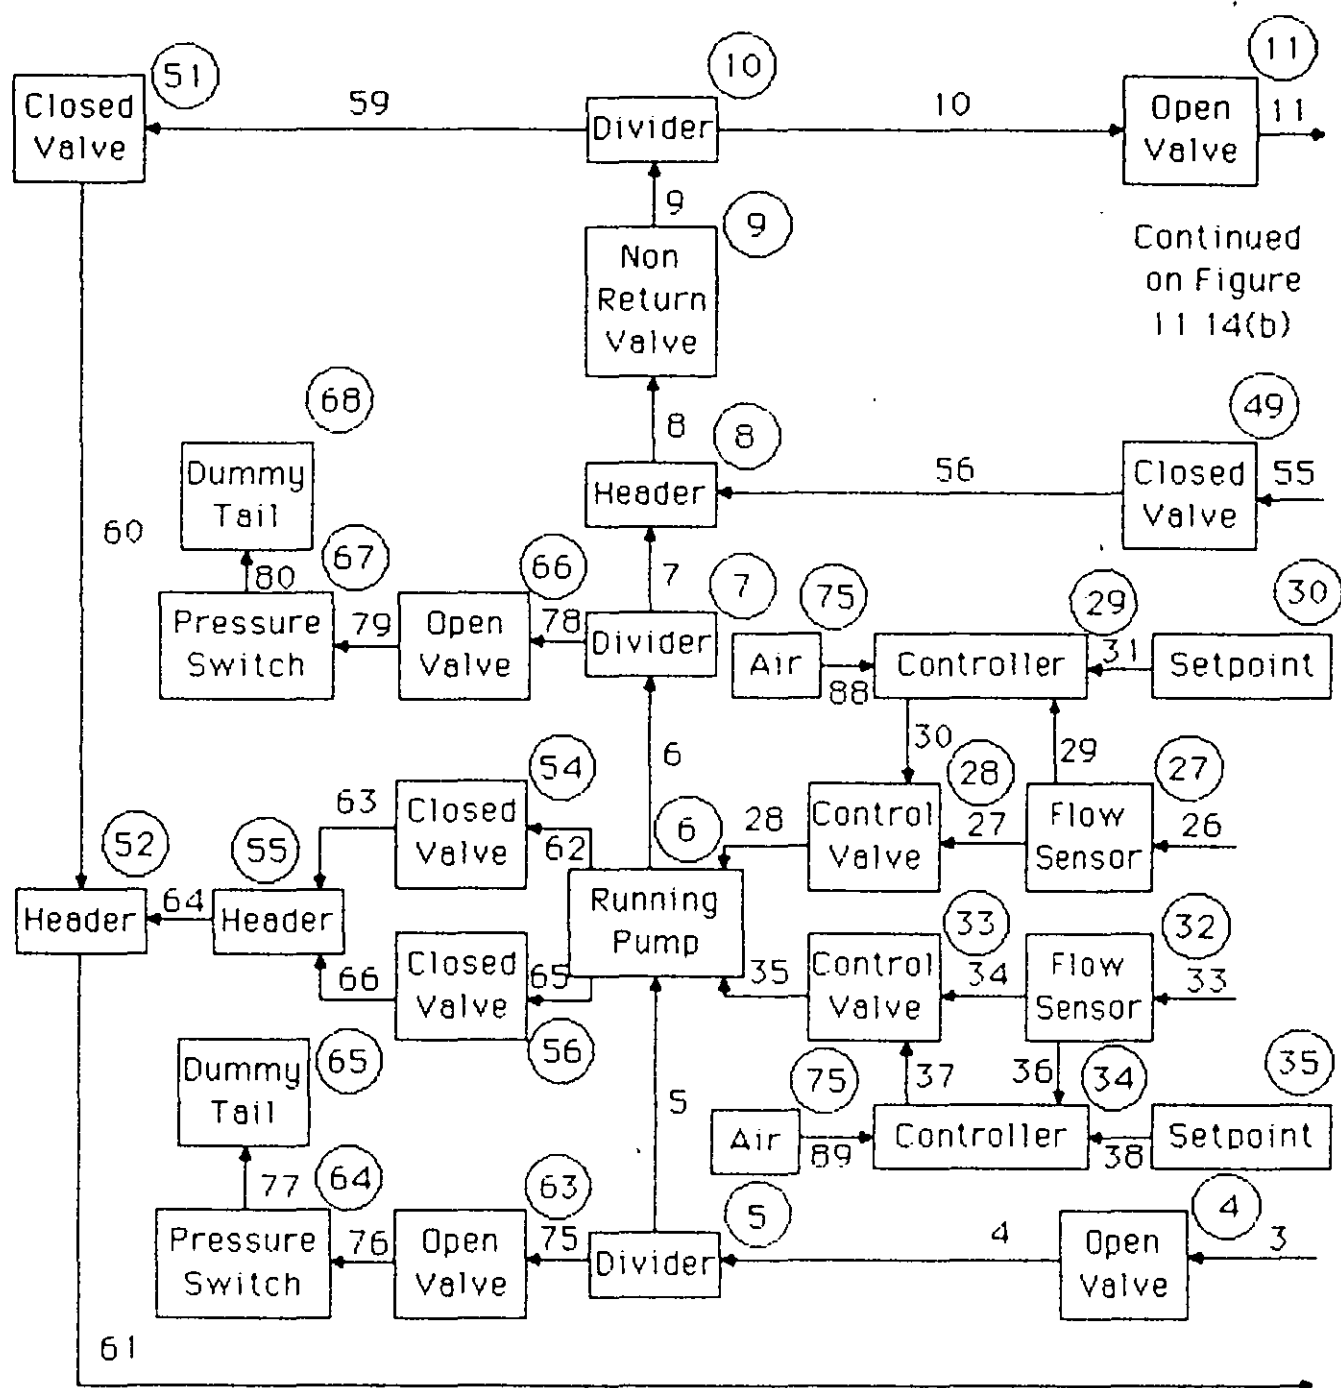 51
10
11
Closed
Valve
59
Divider
10
Open
Valve
11
9
9
Non
Return
Valve
Continued
on Figure
11 14(b)
68
8
8
49
Dummy
Tail
Header
56
Closed
Valve
55
60
80
67
66
7
7
75
29
30
Pressure
Switch
79
Open
Valve
78
Divider
Air
88
Controller
31
Setpoint
6
30
29
54
28
27
63
Closed
Valve
62
6
28
Control
Valve
27
Flow
Sensor
26
52
55
Header
64
Header
Running
Pump
33
32
66
Closed
Valve
65
35
Control
Valve
34
Flow
Sensor
33
56
65
Dummy
Tail
5
75
37
36
34
35
Air
89
Controller
38
Setpoint
77
64
63
5
4
Pressure
Switch
76
Open
Valve
75
Divider
4
Open
Valve
3
61